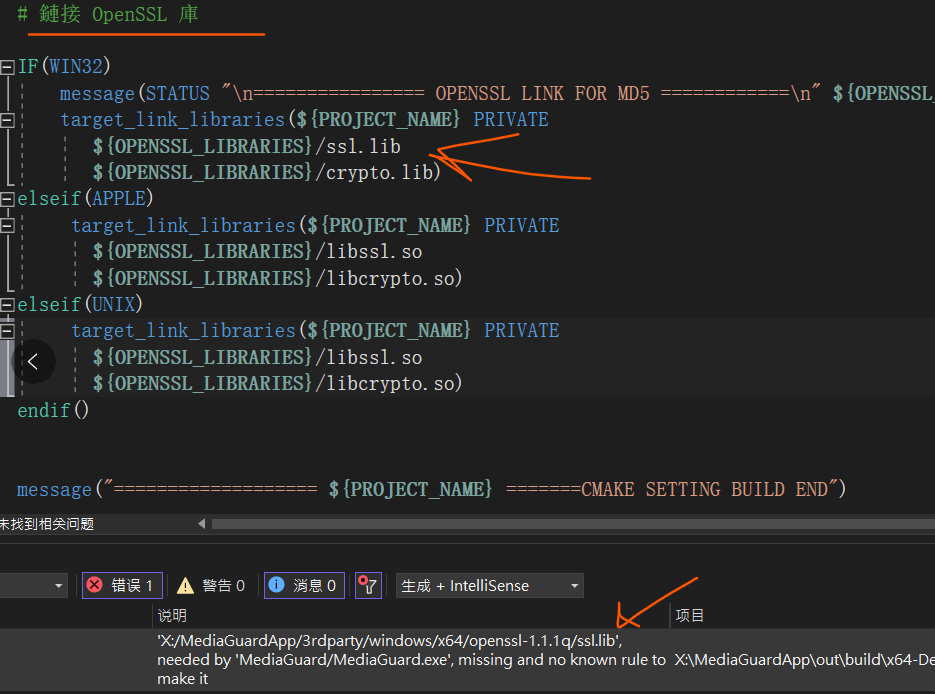 # 鏈接 OpenSSL 庫
IF(WIN32)
message(STATUS "\n================ OPENSSL LINK FOR MD5 ============\n" ${OPENSSL_
target_link_libraries(${PROJECT_NAME} PRIVATE
${OPENSSL_LIBRARIES}/ssl.lib
${OPENSSL_LIBRARIES}/crypto.lib)
elseif(APPLE)
target_link_libraries(${PROJECT_NAME} PRIVATE
${OPENSSL_LIBRARIES}/libssl.so
${OPENSSL_LIBRARIES}/libcrypto.so)
elseif(UNIX)
target_link_libraries(${PROJECT_NAME} PRIVATE
${OPENSSL_LIBRARIES}/libssl.so
${OPENSSL_LIBRARIES}/libcrypto.so)
endif()
message("=================== ${PROJECT_NAME} =======CMAKE SETTING BUILD END")
未找到相关问题
错误 1 警告 0 消息 0 生成 + IntelliSense
说明 项目
'X:/MediaGuardApp/3rdparty/windows/x64/openssl-1.1.1q/ssl.lib',
needed by 'MediaGuard/MediaGuard.exe', missing and no known rule to X:\MediaGuardApp\out\build\x64-De
make it